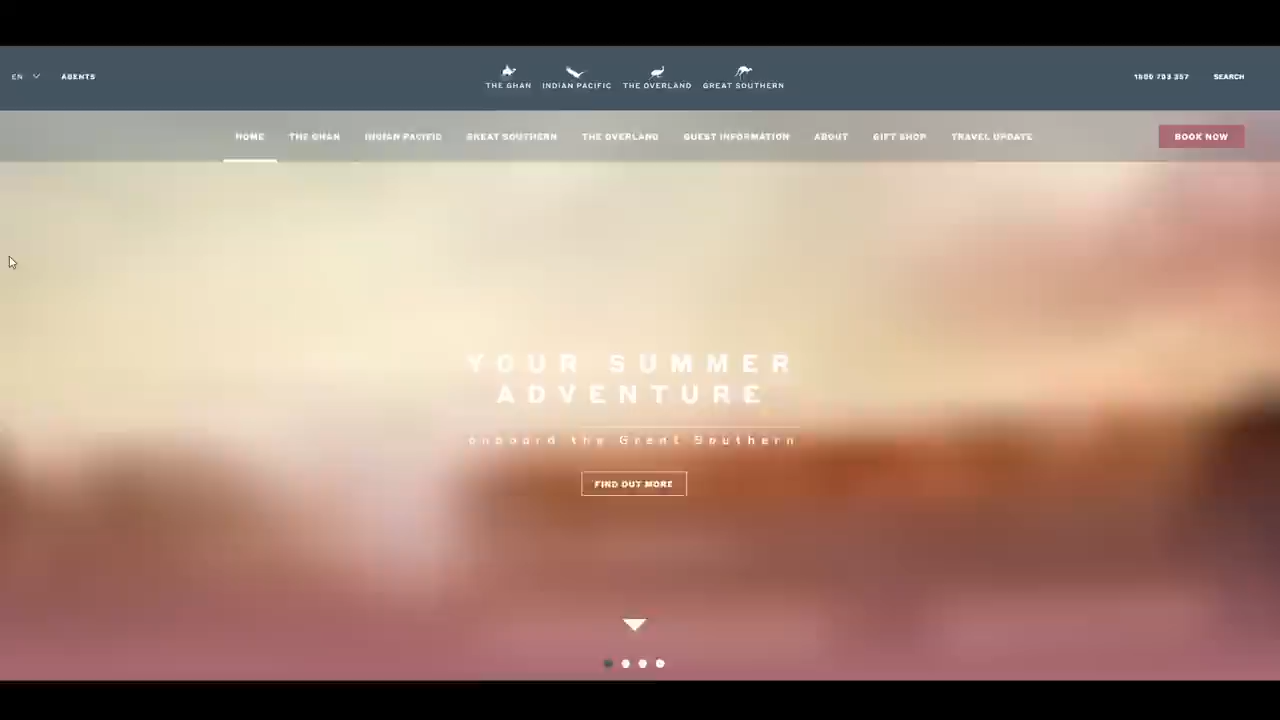 EN
AGENTS
THE GHAN
INDIAN PACIFIC
THE OVERLAND
GREAT SOUTHERN
1800 703 357
SEARCH
HOME
THE GHAN
INDIAN PACIFIC
GREAT SOUTHERN
THE OVERLAND
GUEST INFORMATION
ABOUT
GIFT SHOP
TRAVEL UPDATE
BOOK NOW
YOUR SUMMER
ADVENTURE
onboard the Great Southern
FIND OUT MORE